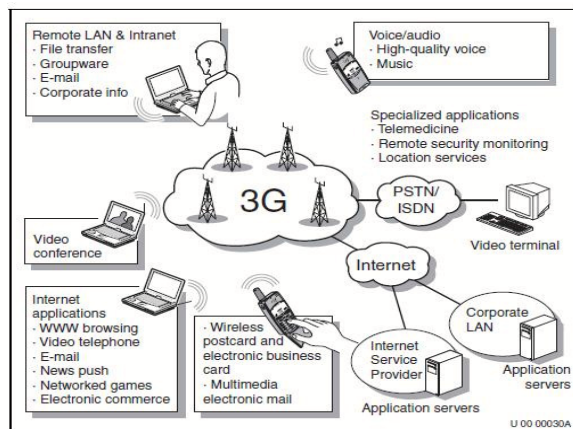 Remote LAN & Intranet
· File transfer
· Groupware
· E-mail
· Corporate info
Voice/audio
· High-quality voice
· Music
Specialized applications
· Telemedicine
· Remote security monitoring
· Location services
3G
PSTN/
ISDN
Video terminal
Video
conference
Internet
Internet
applications
· WWW browsing
· Video telephone
· E-mail
· News push
· Networked games
· Electronic commerce
· Wireless
postcard and
electronic business
card
· Multimedia
electronic mail
Internet
Service
Provider
Application servers
Corporate
LAN
Application
servers
U 00 00030A